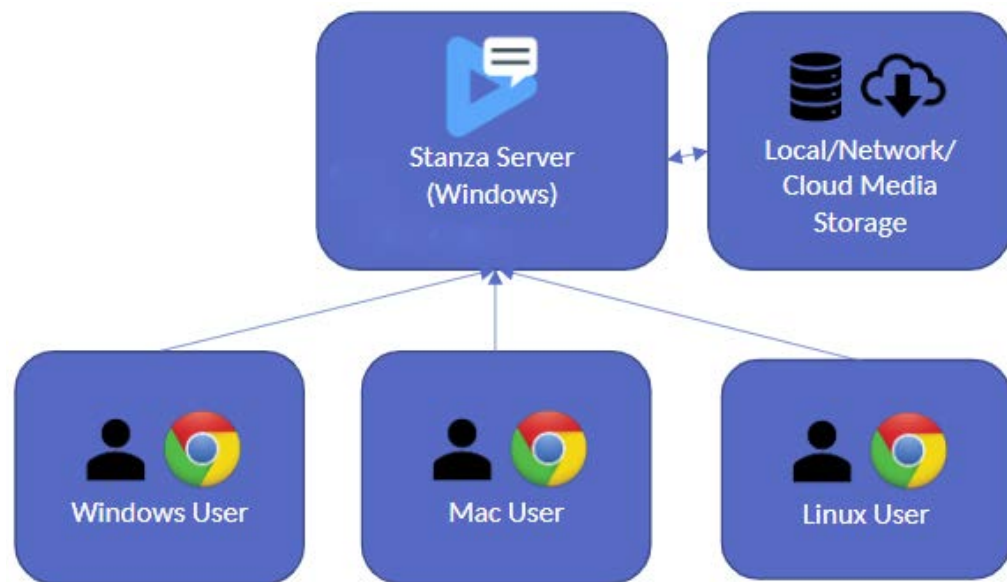 Stanza Server
(Windows)
Local/Network/
Cloud Media
Storage
Windows User
Mac User
Linux User